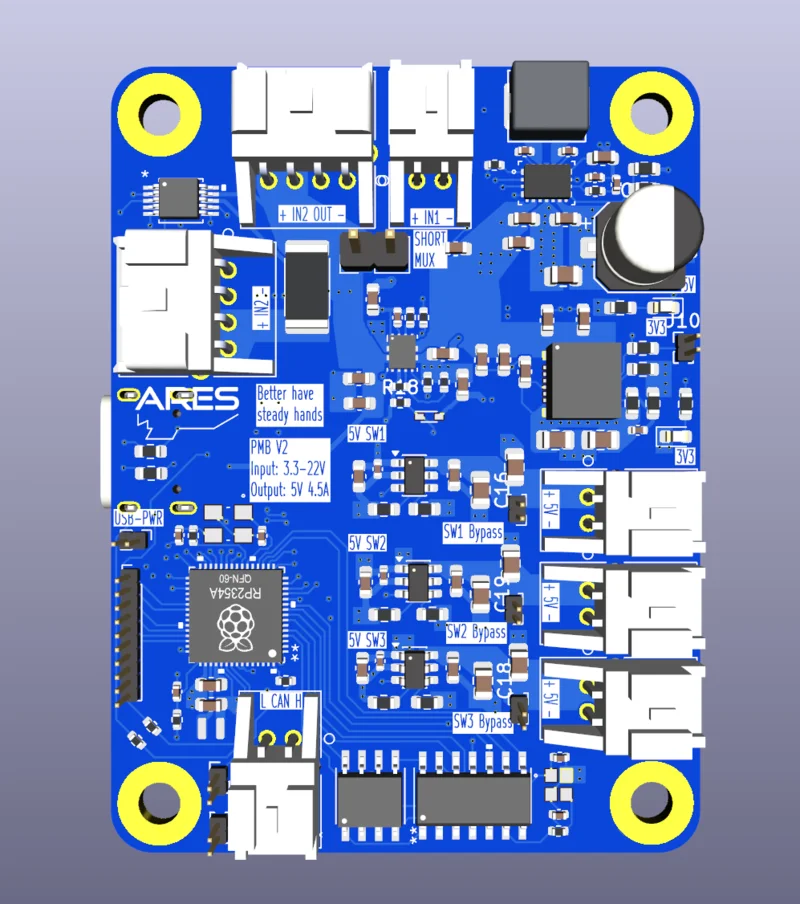 *
+ IN2 OUT -
+ IN1 -
SHORT
MUX
+ IN2-
3V3
D10
ARES
Better have
steady hands
R18
5V SW1
3V3
PMB V2
Input: 3.3-22V
Output: 5V 4.5A
C16
+ 5V -
USB-PWR
SW1 Bypass
5V SW2
RP2354A
QFN-60
C19
+ 5V -
SW2 Bypass
5V SW3
**
C18
+ 5V -
L CAN H
SW3 Bypass
**